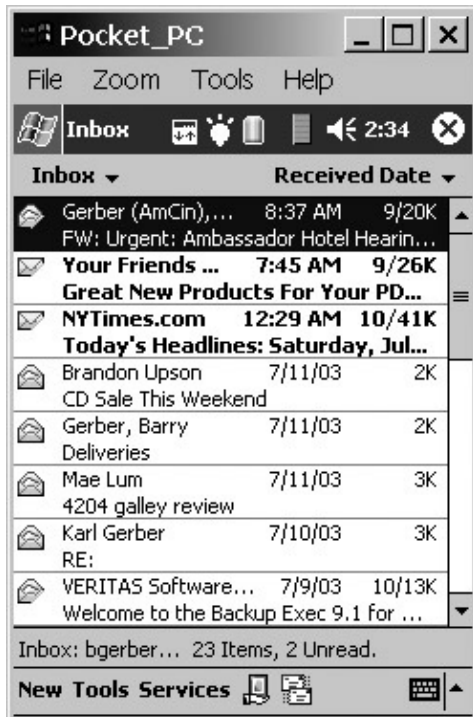 Pocket_PC
File Zoom Tools Help
Inbox 2:34
Inbox Received Date
Gerber (AmCin),... 8:37 AM 9/20K
FW: Urgent: Ambassador Hotel Hearin...
Your Friends ... 7:45 AM 9/26K
Great New Products For Your PD...
NYTimes.com 12:29 AM 10/41K
Today's Headlines: Saturday, Jul...
Brandon Upson 7/11/03 2K
CD Sale This Weekend
Gerber, Barry 7/11/03 2K
Deliveries
Mae Lum 7/11/03 3K
4204 galley review
Karl Gerber 7/10/03 3K
RE:
VERITAS Software... 7/9/03 10/13K
Welcome to the Backup Exec 9.1 for ...
Inbox: bgerber... 23 Items, 2 Unread.
New Tools Services